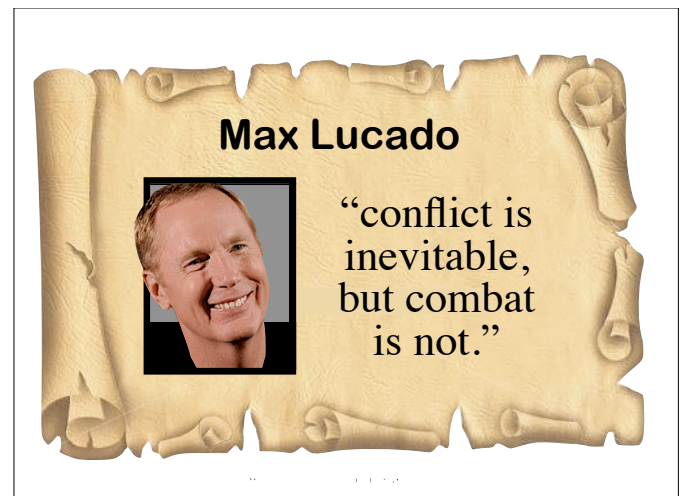 Max Lucado
“conflict is
inevitable,
but combat
is not.”